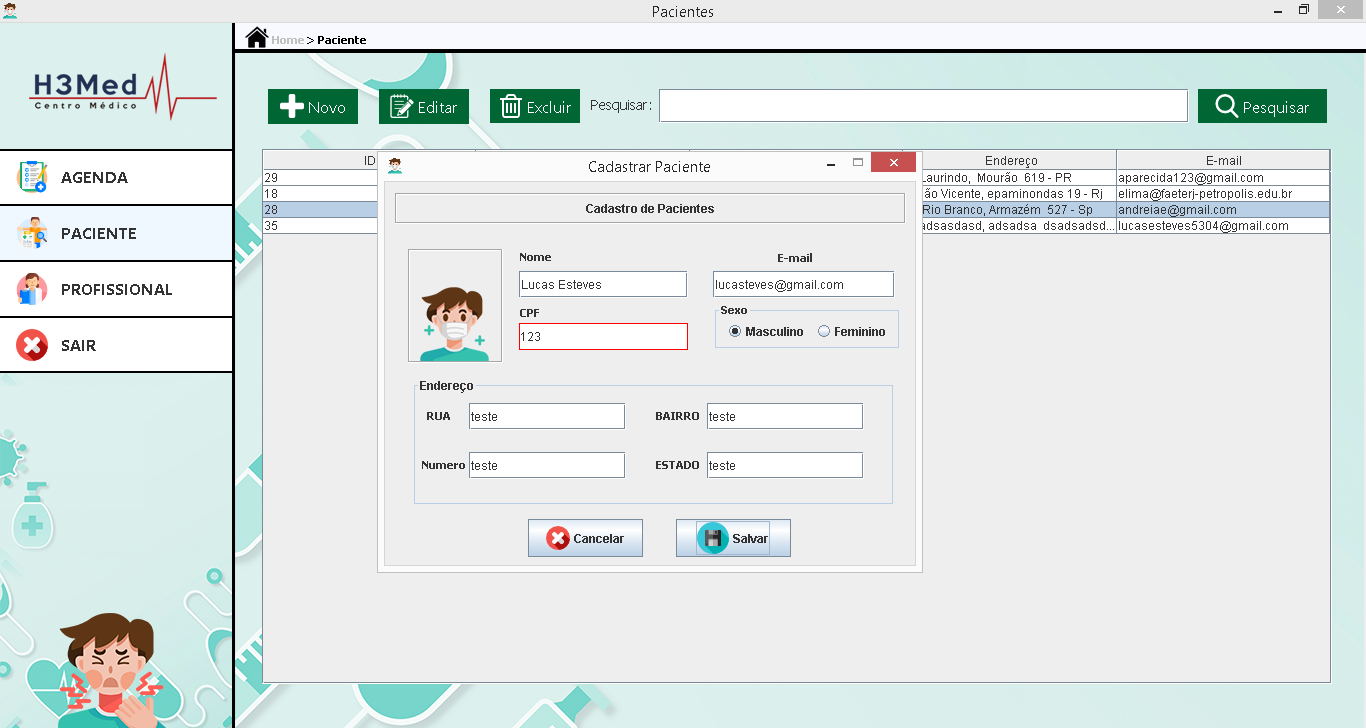 Pacientes
H3Med
Centro Médico
Home > Paciente
Novo
Editar
Excluir
Pesquisar:
Pesquisar
AGENDA
PACIENTE
PROFISSIONAL
SAIR
ID
Endereço
E-mail
29
Laurindo, Mourão 619 - PR
aparecida123@gmail.com
18
ão Vicente, epaminondas 19 - Rj
elima@faeterj-petropolis.edu.br
28
Rio Branco, Armazém 527 - Sp
andreiae@gmail.com
35
adsasdasd, adsadsa dsadsadsd...
lucasesteves5304@gmail.com
Cadastrar Paciente
Cadastro de Pacientes
Nome
E-mail
Lucas Esteves
lucasteves@gmail.com
CPF
Sexo
123
Masculino
Feminino
Endereço
RUA
teste
BAIRRO
teste
Numero
teste
ESTADO
teste
Cancelar
Salvar